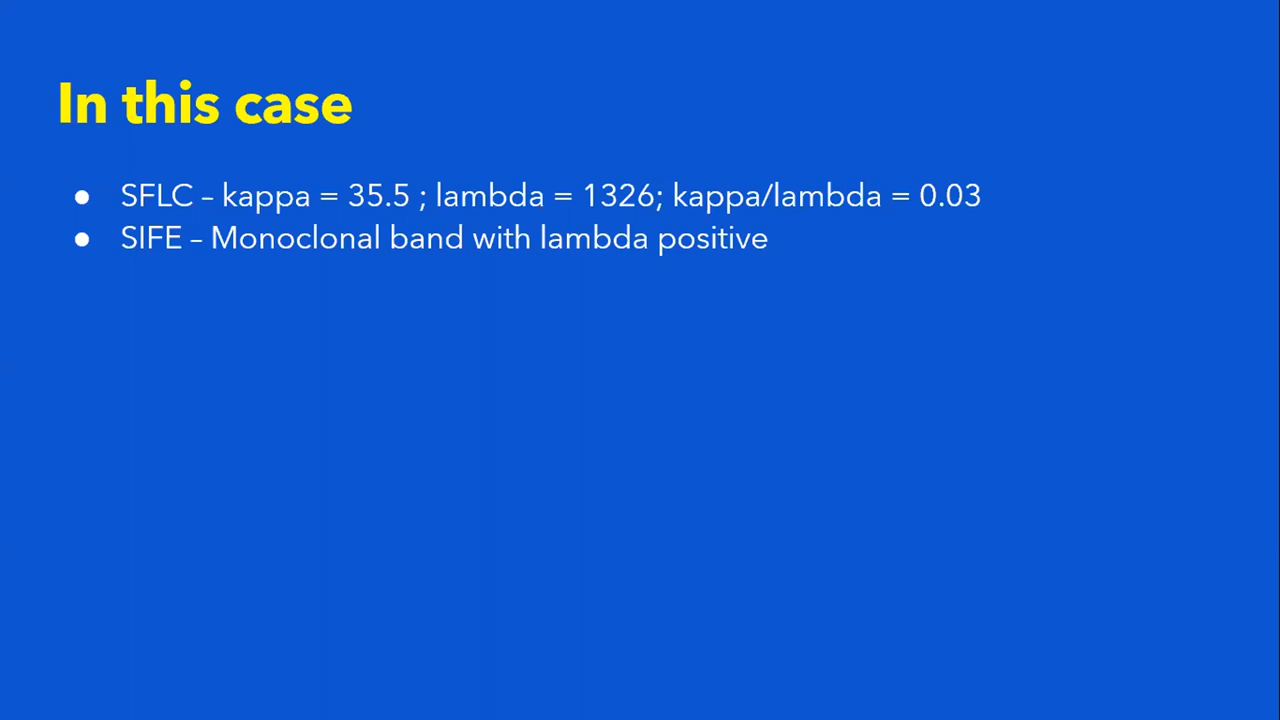 In this case
● SFLC – kappa = 35.5 ; lambda = 1326; kappa/lambda = 0.03
● SIFE – Monoclonal band with lambda positive